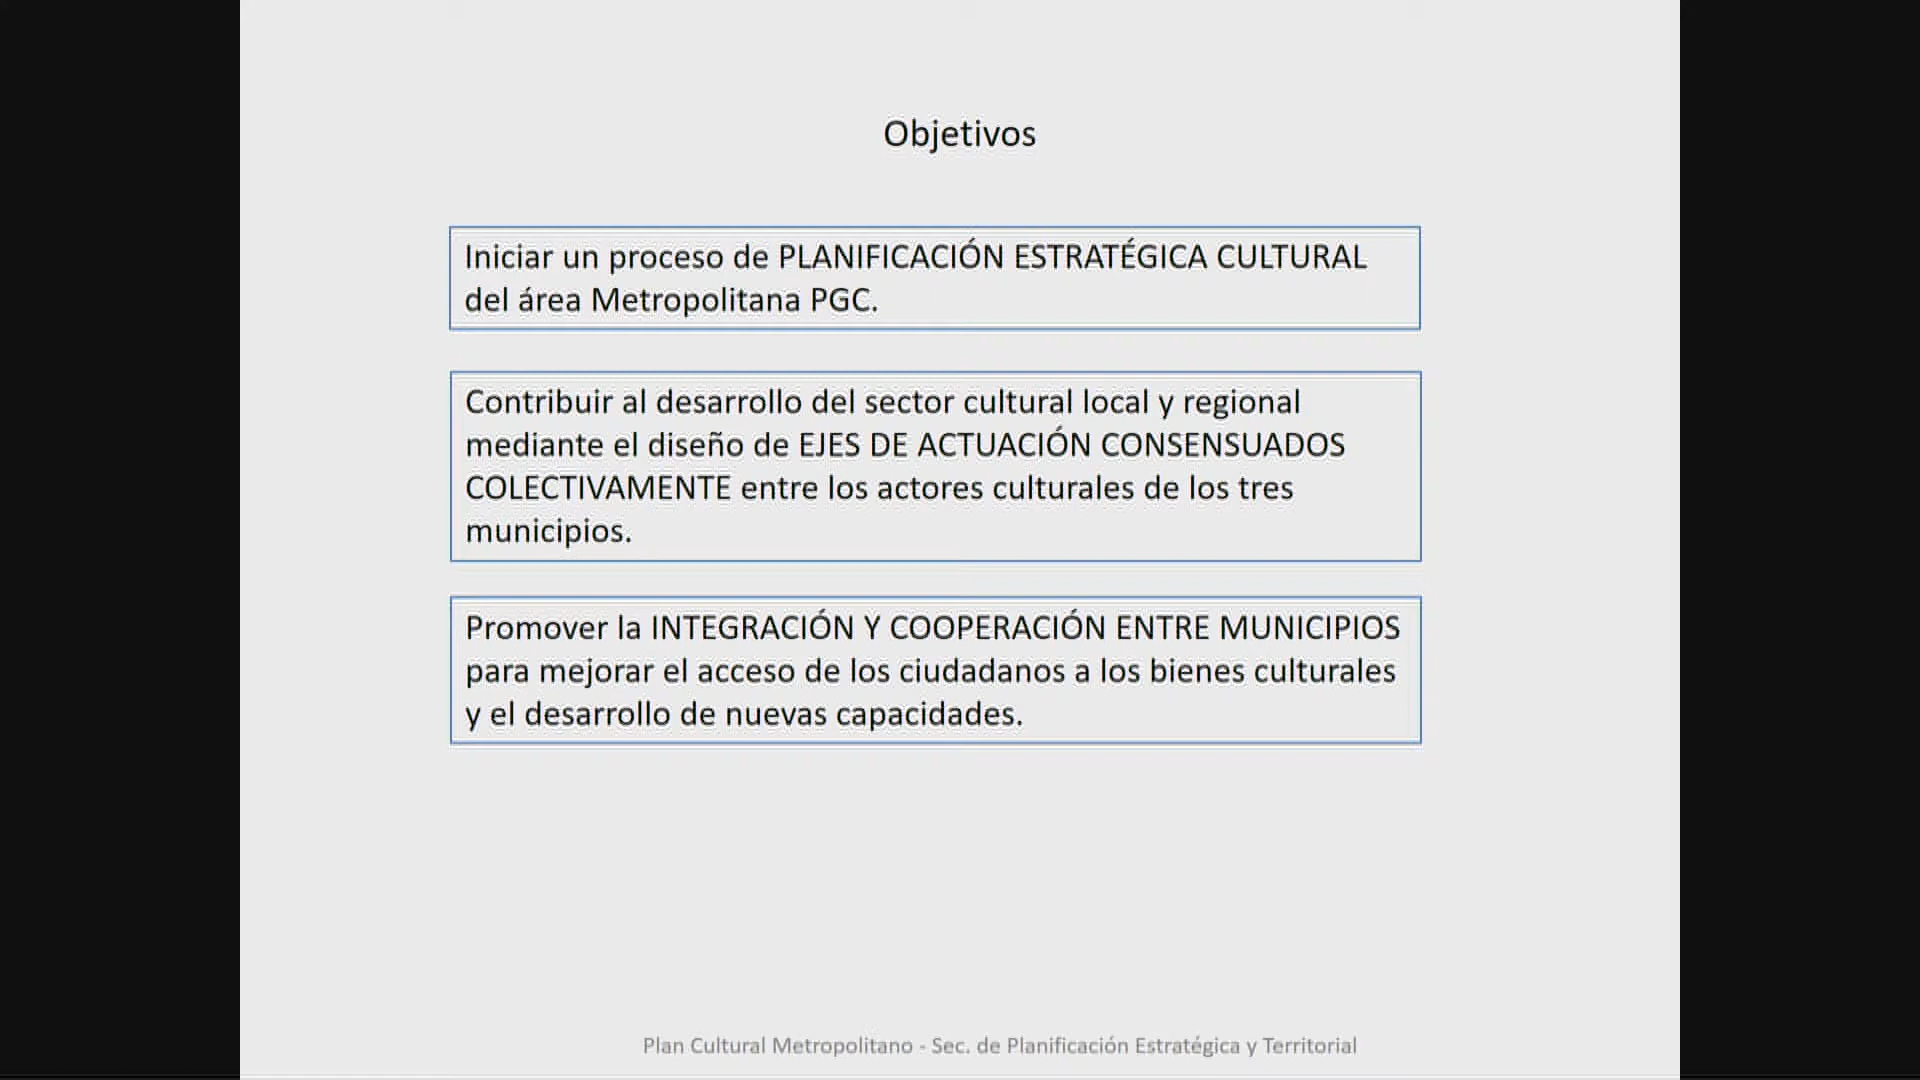 Objetivos
Iniciar un proceso de PLANIFICACIÓN ESTRATÉGICA CULTURAL
del área Metropolitana PGC.
Contribuir al desarrollo del sector cultural local y regional
mediante el diseño de EJES DE ACTUACIÓN CONSENSUADOS
COLECTIVAMENTE entre los actores culturales de los tres
municipios.
Promover la INTEGRACIÓN Y COOPERACIÓN ENTRE MUNICIPIOS
para mejorar el acceso de los ciudadanos a los bienes culturales
y el desarrollo de nuevas capacidades.
Plan Cultural Metropolitano - Sec. de Planificación Estratégica y Territorial